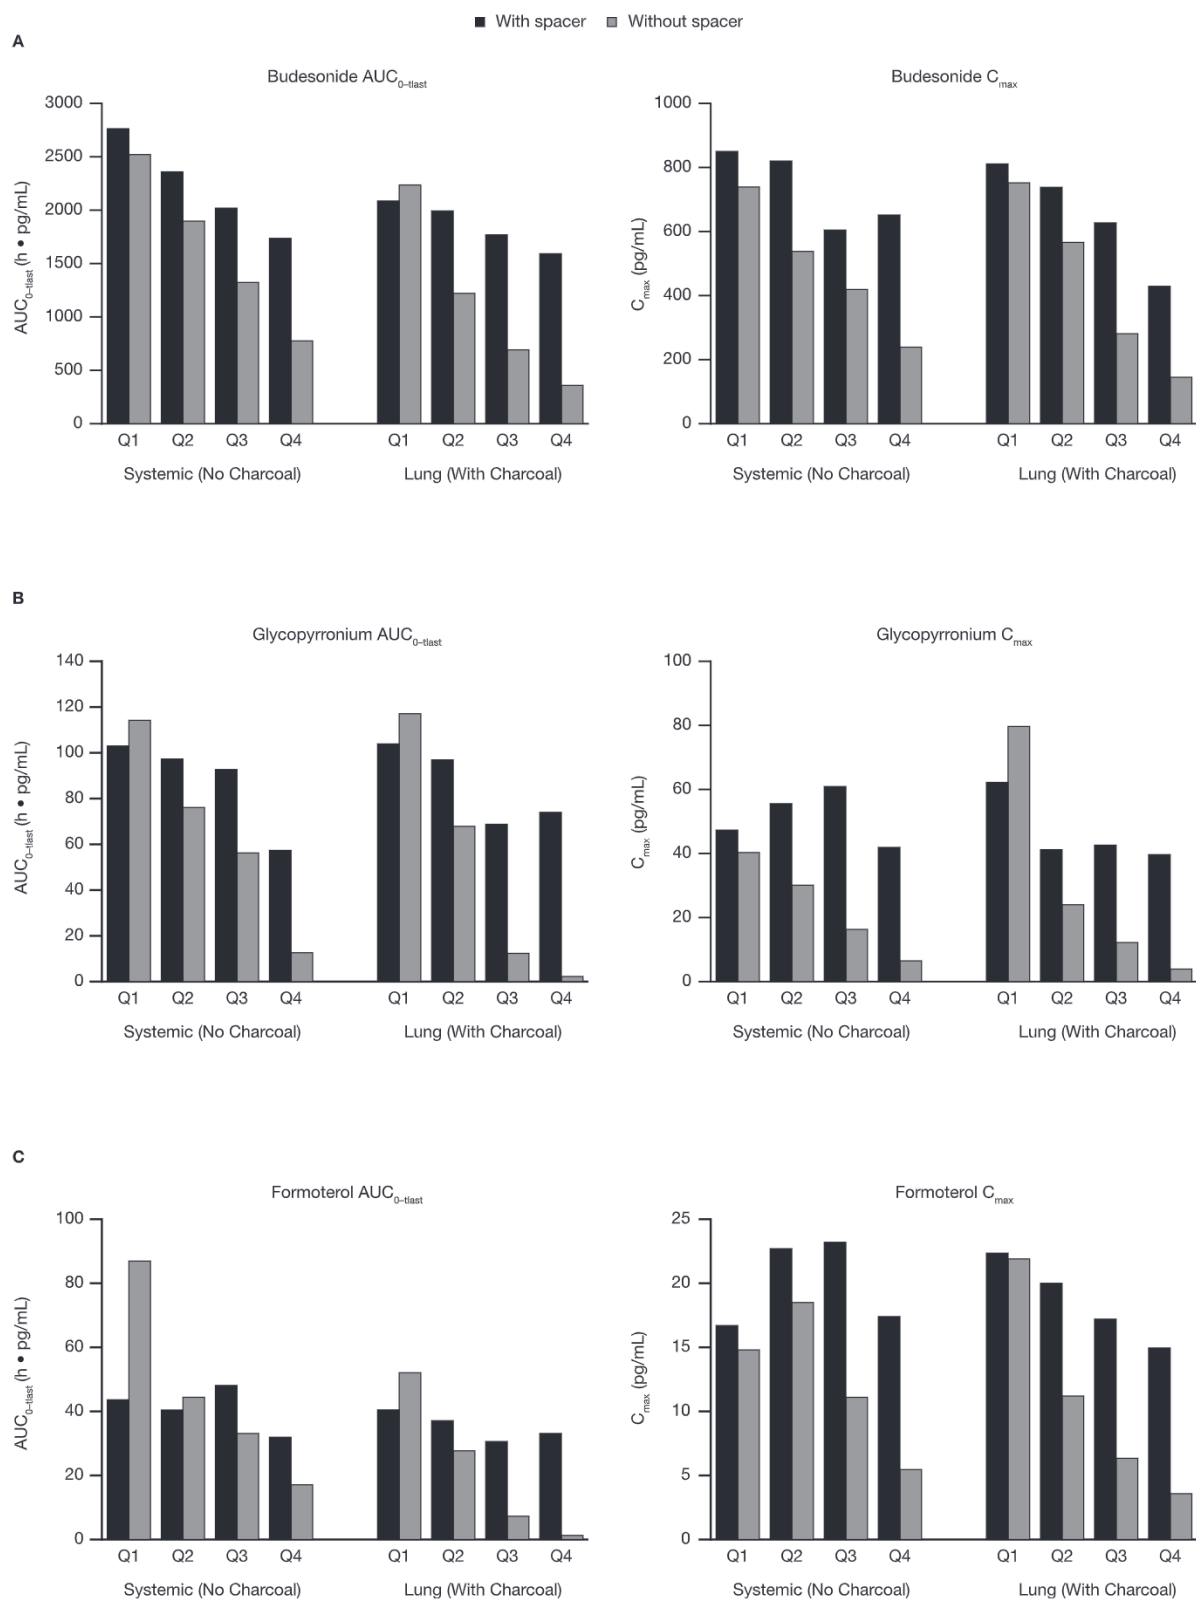 With spacer Without spacer
A
Budesonide AUC0–tlast
AUC0–tlast (h • pg/mL)
3000
2500
2000
1500
1000
500
0
Q1 Q2 Q3 Q4 Q1 Q2 Q3 Q4
Systemic (No Charcoal) Lung (With Charcoal)
Budesonide Cmax
Cmax (pg/mL)
1000
800
600
400
200
0
Q1 Q2 Q3 Q4 Q1 Q2 Q3 Q4
Systemic (No Charcoal) Lung (With Charcoal)
B
Glycopyrronium AUC0–tlast
AUC0–tlast (h • pg/mL)
140
120
100
80
60
40
20
0
Q1 Q2 Q3 Q4 Q1 Q2 Q3 Q4
Systemic (No Charcoal) Lung (With Charcoal)
Glycopyrronium Cmax
Cmax (pg/mL)
100
80
60
40
20
0
Q1 Q2 Q3 Q4 Q1 Q2 Q3 Q4
Systemic (No Charcoal) Lung (With Charcoal)
C
Formoterol AUC0–tlast
AUC0–tlast (h • pg/mL)
100
80
60
40
20
0
Q1 Q2 Q3 Q4 Q1 Q2 Q3 Q4
Systemic (No Charcoal) Lung (With Charcoal)
Formoterol Cmax
Cmax (pg/mL)
25
20
15
10
5
0
Q1 Q2 Q3 Q4 Q1 Q2 Q3 Q4
Systemic (No Charcoal) Lung (With Charcoal)